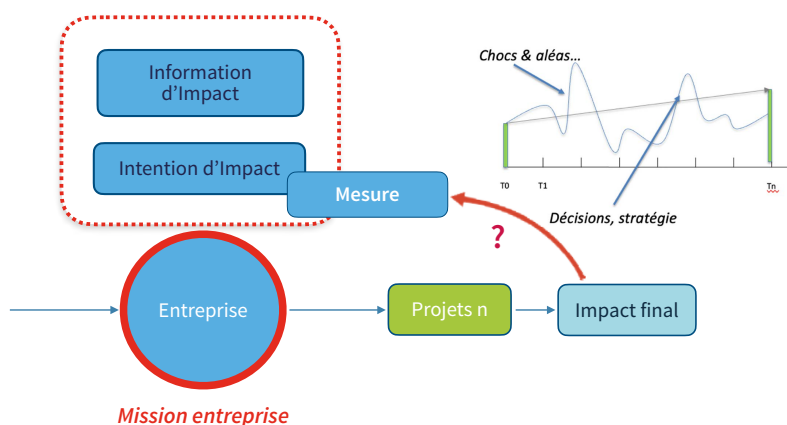 Information
d'Impact
Intention d'Impact
Mesure
Chocs & aléas...
T0
T1
Tn
Décisions, stratégie
?
Entreprise
Projets n
Impact final
Mission entreprise